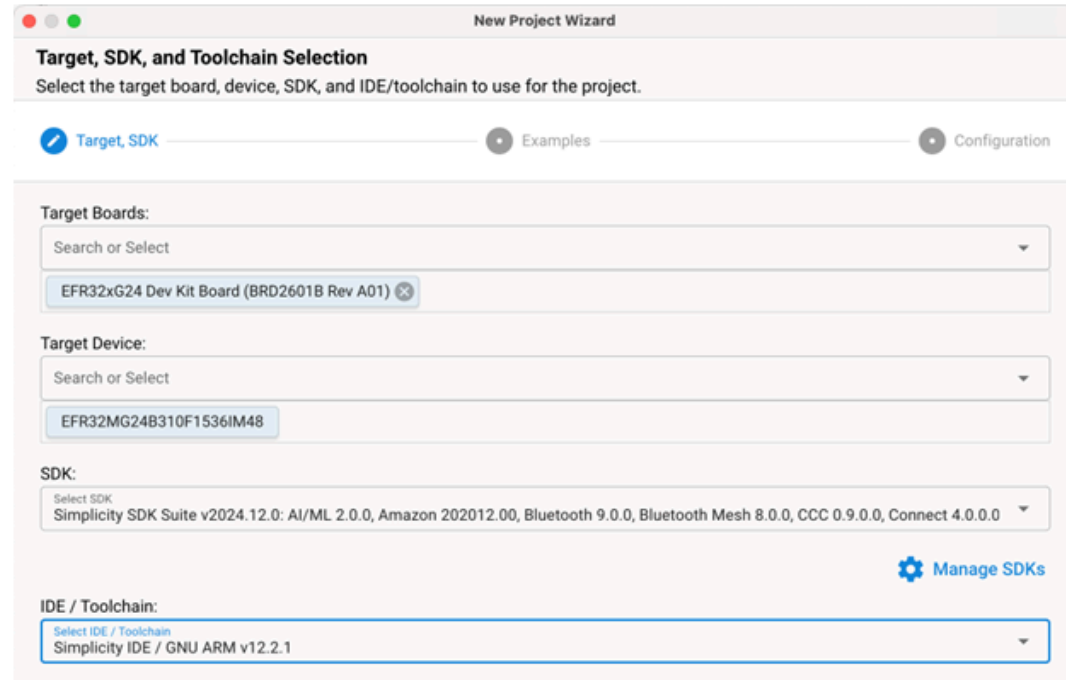 New Project Wizard
Target, SDK, and Toolchain Selection
Select the target board, device, SDK, and IDE/toolchain to use for the project.
Target, SDK
Examples
Configuration
Target Boards:
Search or Select
EFR32xG24 Dev Kit Board (BRD2601B Rev A01)
Target Device:
Search or Select
EFR32MG24B310F1536IM48
SDK:
Select SDK
Simplicity SDK Suite v2024.12.0: AI/ML 2.0.0, Amazon 202012.00, Bluetooth 9.0.0, Bluetooth Mesh 8.0.0, CCC 0.9.0.0, Connect 4.0.0.0
Manage SDKs
IDE / Toolchain:
Select IDE / Toolchain
Simplicity IDE / GNU ARM v12.2.1